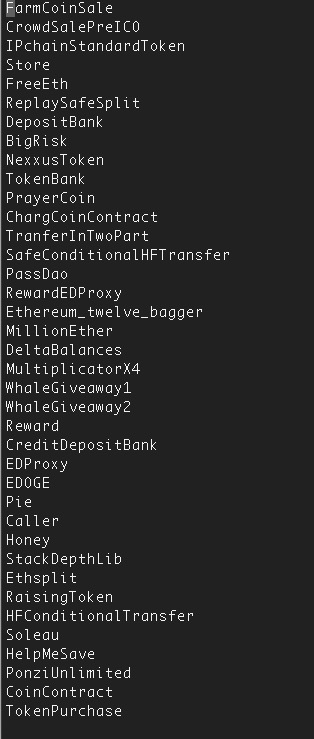 FarmCoinSale
CrowdSalePreICO
IPchainStandardToken
Store
FreeEth
ReplaySafeSplit
DepositBank
BigRisk
NexxusToken
TokenBank
PrayerCoin
ChargCoinContract
TranferInTwoPart
SafeConditionalHFTransfer
PassDao
RewardEDProxy
Ethereum_twelve_bagger
MillionEther
DeltaBalances
MultiplicatorX4
WhaleGiveaway1
WhaleGiveaway2
Reward
CreditDepositBank
EDProxy
EDOGE
Pie
Caller
Honey
StackDepthLib
Ethsplit
RaisingToken
HFConditionalTransfer
Soleau
HelpMeSave
PonziUnlimited
CoinContract
TokenPurchase